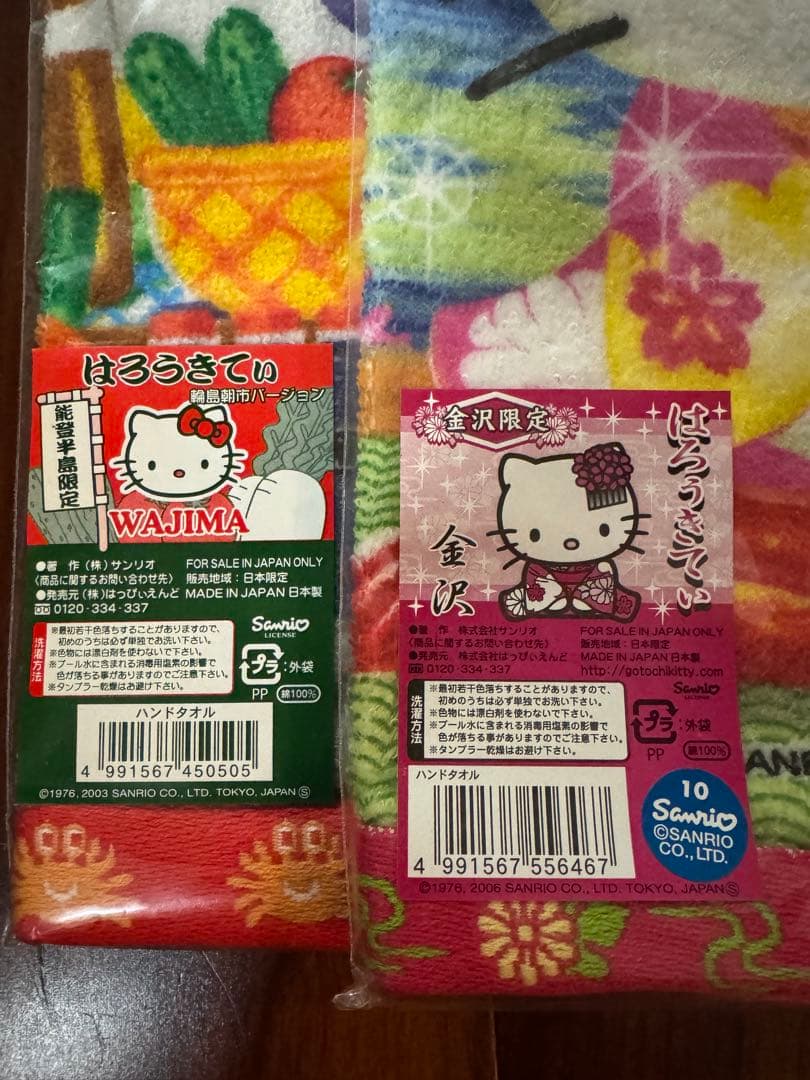 はろうきてぃ
輪島朝市バージョン
能登半島限定
WAJIMA
●著 作(株)サンリオ FOR SALE IN JAPAN ONLY
〈商品に関するお問い合わせ先〉 販売地域:日本限定
●発売元(株)はっぴぃえんど MADE IN JAPAN 日本製
0120-334-337
洗濯方法
※最初若干色落ちすることがありますので、
初めのうちは必ず単独でお洗い下さい。
※色物には漂白剤を使わないで下さい。
※プール水に含まれる消毒用塩素の影響で
色が落ちる事がありますのでご注意下さい。
※タンブラー乾燥はお避け下さい。
Sanrio
LICENSE
プラ:外袋
PP 綿100%
ハンドタオル
4 991567 450505
©1976, 2003 SANRIO CO., LTD. TOKYO, JAPAN Ⓢ
金沢限定
はろうきてぃ
金沢
●著 作 株式会社サンリオ FOR SALE IN JAPAN ONLY
〈商品に関するお問い合わせ先〉 販売地域:日本限定
●発売元 株式会社はっぴぃえんど MADE IN JAPAN 日本製
0120-334-337 http://gotochikitty.com
洗濯方法
※最初若干色落ちすることがありますので、
初めのうちは必ず単独でお洗い下さい。
※色物には漂白剤を使わないで下さい。
※プール水に含まれる消毒用塩素の影響で
色が落ちる事がありますのでご注意下さい。
※タンブラー乾燥はお避け下さい。
Sanrio
LICENSE
プラ:外袋
PP 綿100%
ハンドタオル
4 991567 556467
10
Sanrio
©SANRIO
CO., LTD.
©1976, 2006 SANRIO CO., LTD. TOKYO, JAPAN Ⓢ